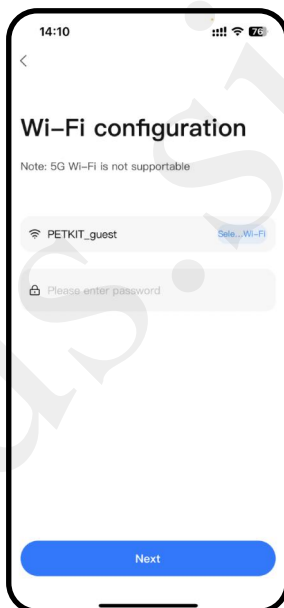 14:10
76
Wi-Fi configuration
Note: 5G Wi-Fi is not supportable
PETKIT_guest
Sele...Wi-Fi
Please enter password
Next